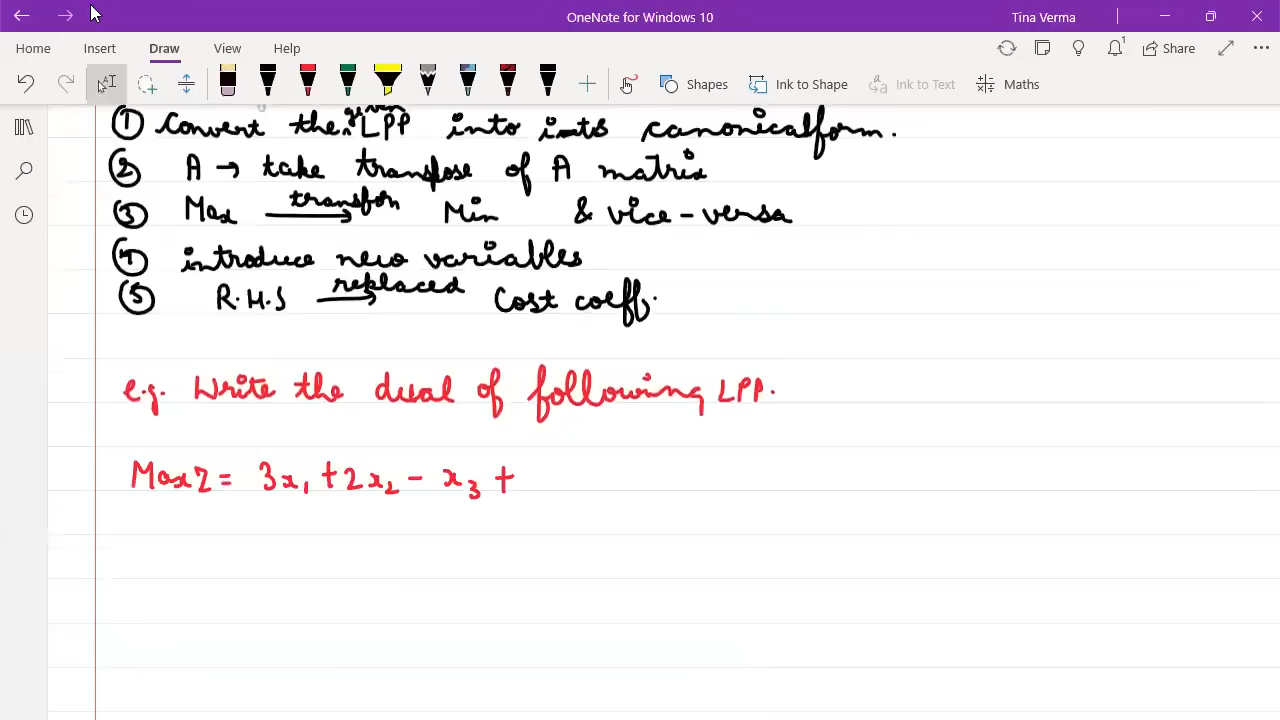 OneNote for Windows 10
Tina Verma
Home Insert Draw View Help
1 Share
Shapes Ink to Shape Ink to Text Maths
① Convert the given LPP into its canonical form.
② A → take transpose of A matrix
③ Max transfon → Min & vice-versa
④ introduce new variables
⑤ R.H.S replaced → Cost coeff.
e.g. Write the dual of following LPP.
Max Z = 3x₁ + 2x₂ - x₃ +